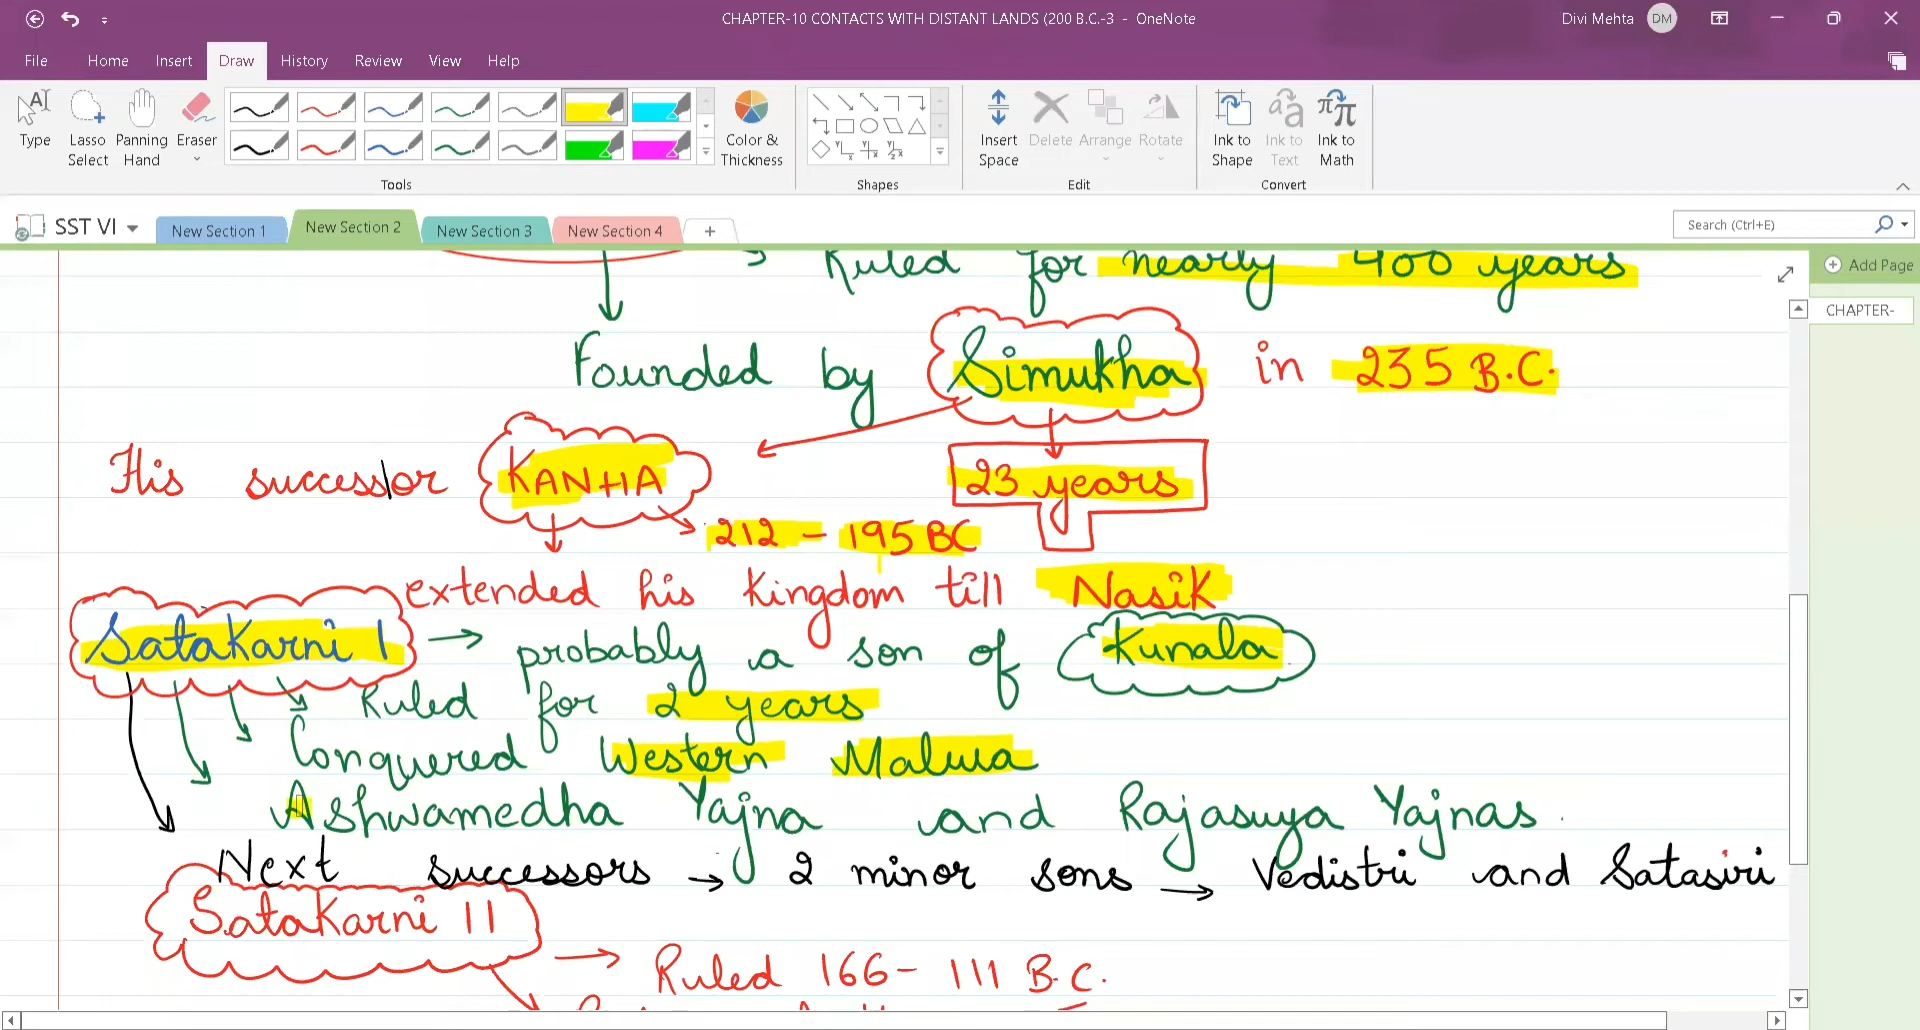 CHAPTER-10 CONTACTS WITH DISTANT LANDS (200 B.C.-3 - OneNote
Divi Mehta DM
File Home Insert Draw History Review View Help
Type Lasso Select Panning Hand Eraser Color & Thickness Insert Space Delete Arrange Rotate Ink to Shape Ink to Text Ink to Math
Tools Shapes Edit Convert
SST VI New Section 1 New Section 2 New Section 3 New Section 4 + Search (Ctrl+E)
Add Page
CHAPTER-
Ruled for nearly 400 years
Founded by Simukha in 235 B.C.
His successor KANHA 23 years
212 - 195 BC
extended his kingdom till Nasik
Satakarni I → probably a son of Kunala
Ruled for 2 years
Conquered Western Malwa
Ashwamedha Yajna and Rajasuya Yajnas.
Next successors → 2 minor sons → Vedistri and Satasiri
Satakarni II
→ Ruled 166- 111 B.C.